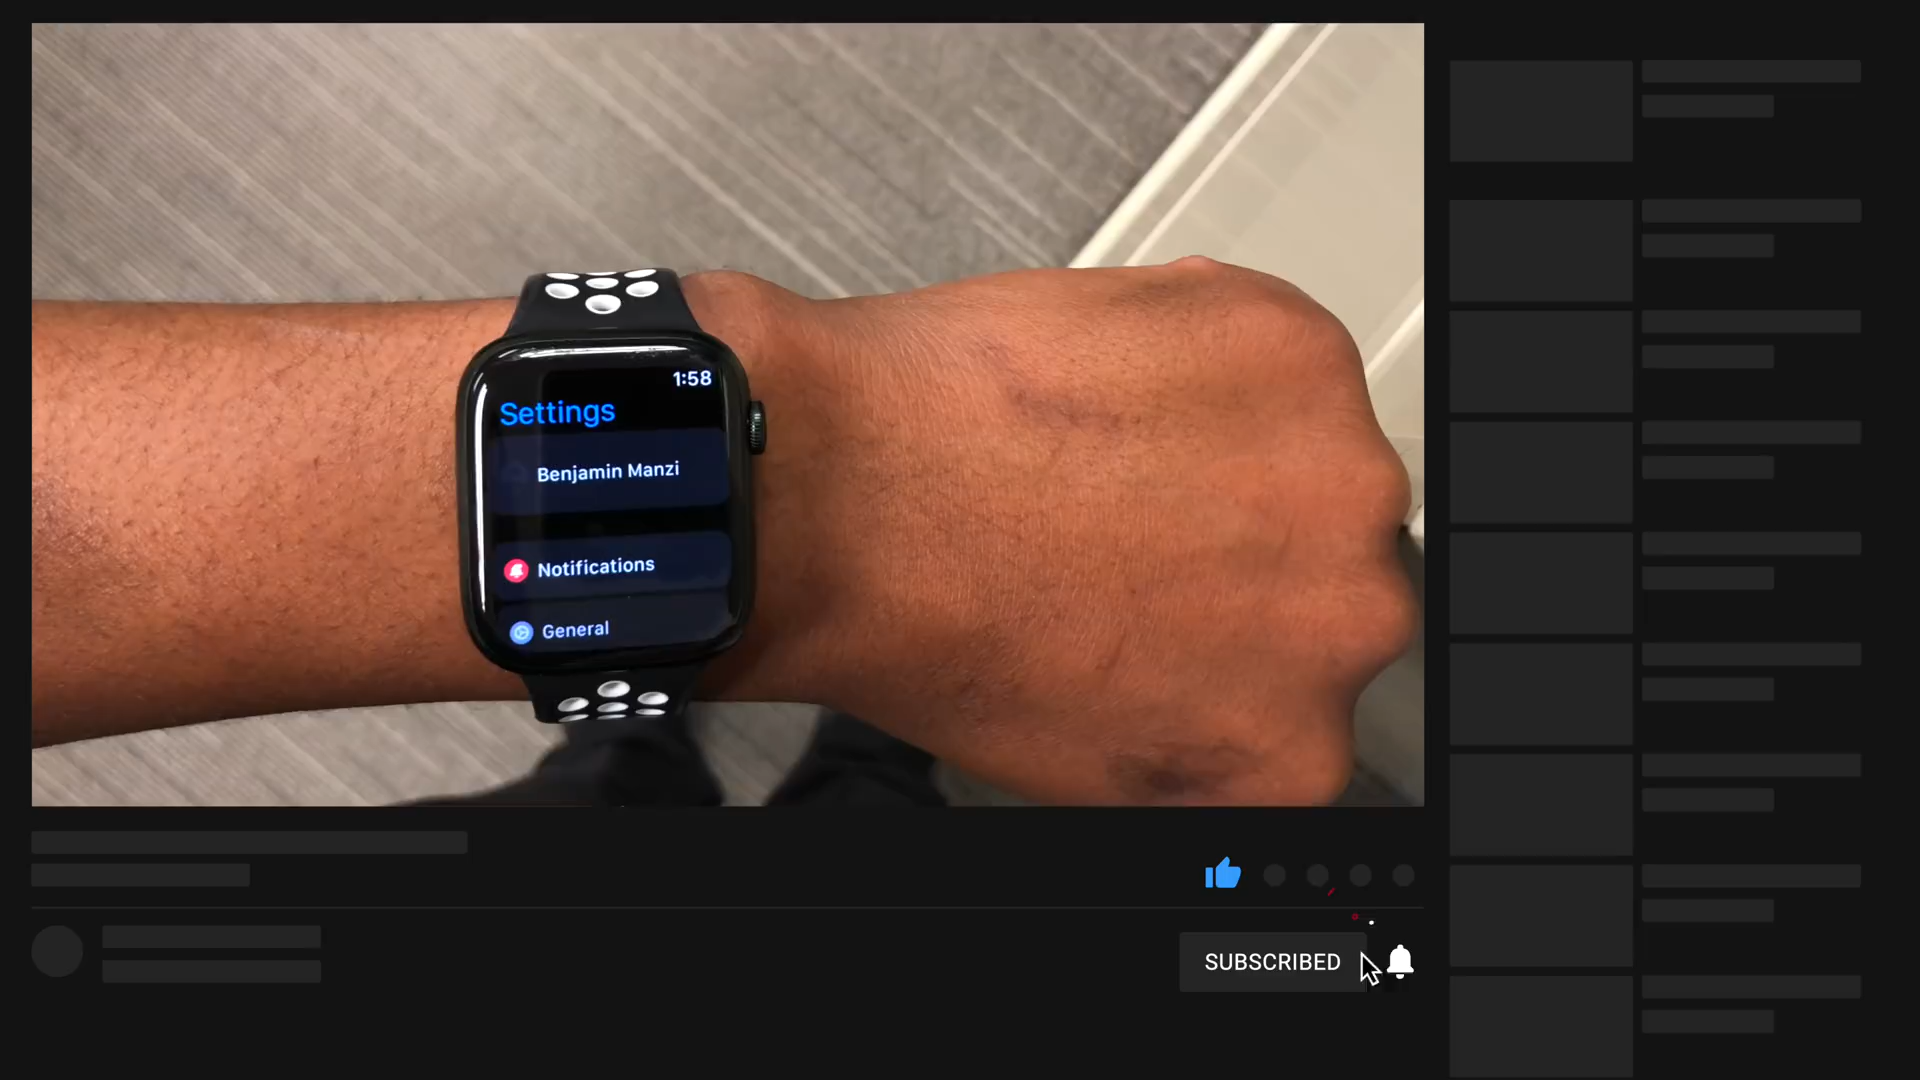 1:58
Settings
Benjamin Manzi
Notifications
General
SUBSCRIBED